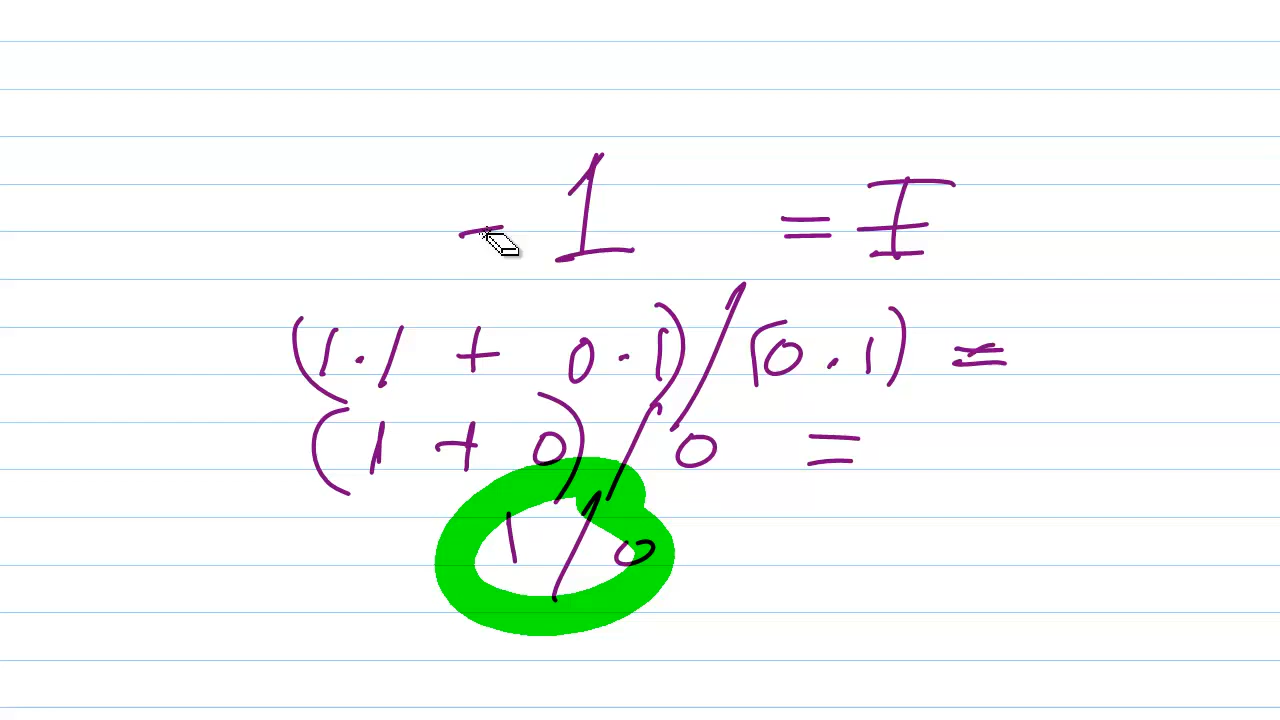 - 1 = I
(1.1 + 0.1) / (0.1) =
(1 + 0) / 0 =
1 / 0